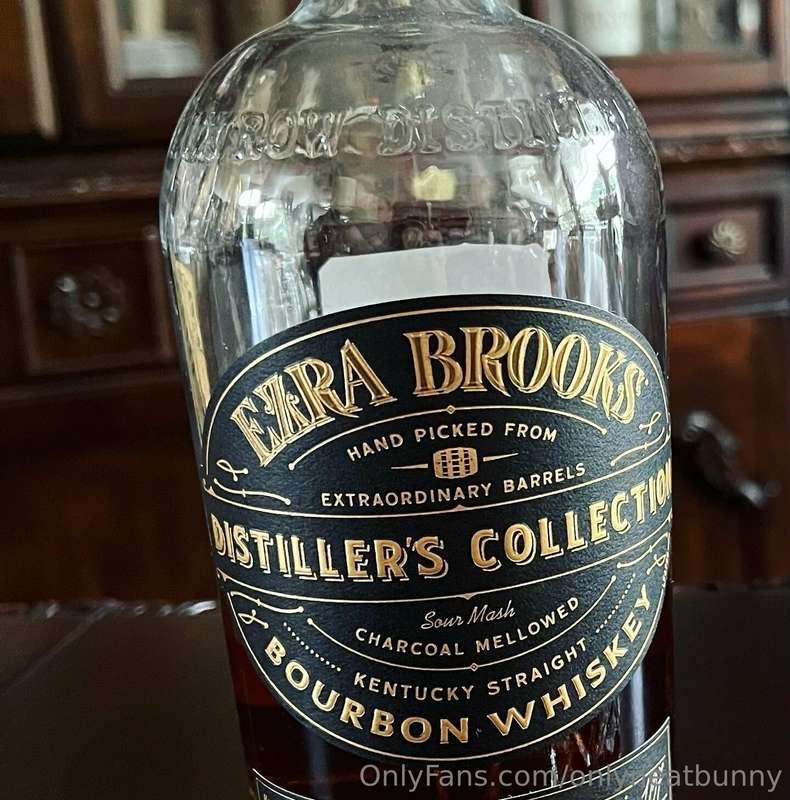 EZRA BROOKS
HAND PICKED FROM
EXTRAORDINARY BARRELS
DISTILLER'S COLLECTION
Sour Mash
CHARCOAL MELLOWED
KENTUCKY STRAIGHT
BOURBON WHISKEY
OnlyFans.com/onlyneatbunny